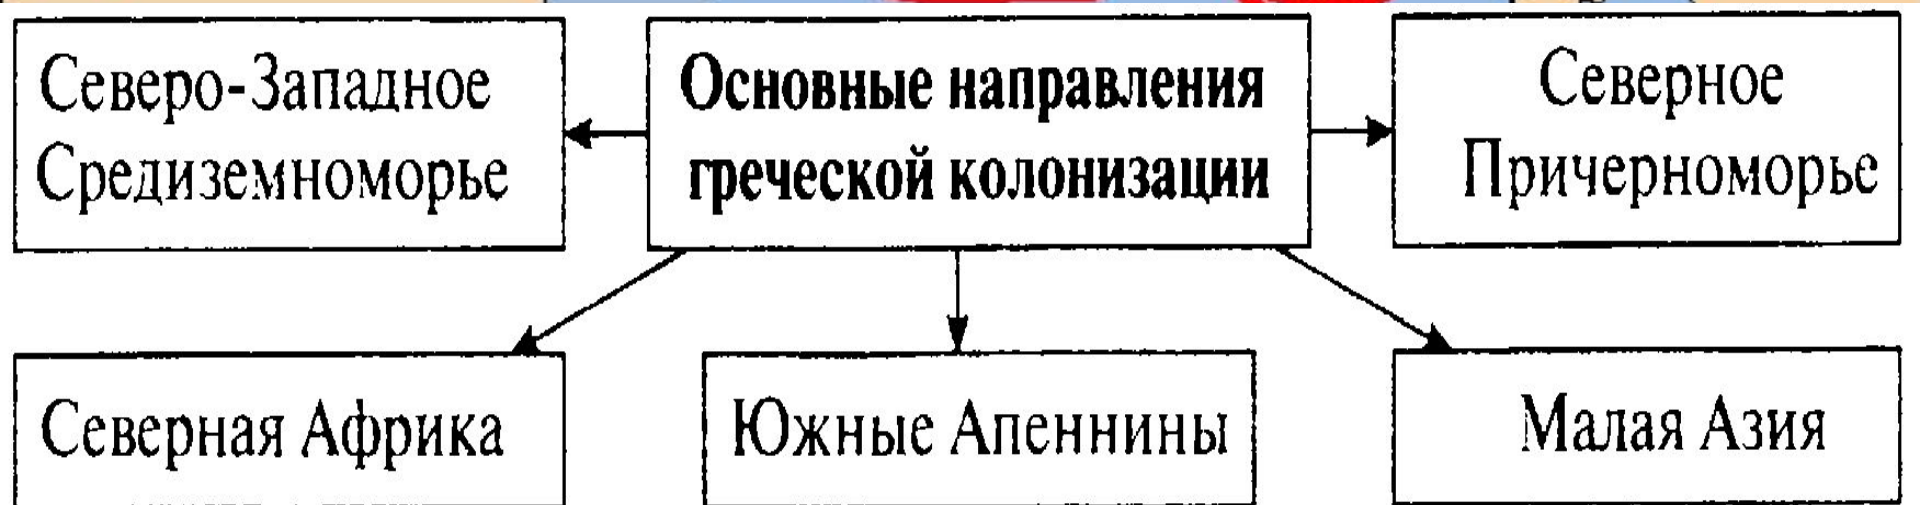 Северо-Западное
Средиземноморье
Основные направления
греческой колонизации
Северное
Причерноморье
Северная Африка
Южные Апеннины
Малая Азия